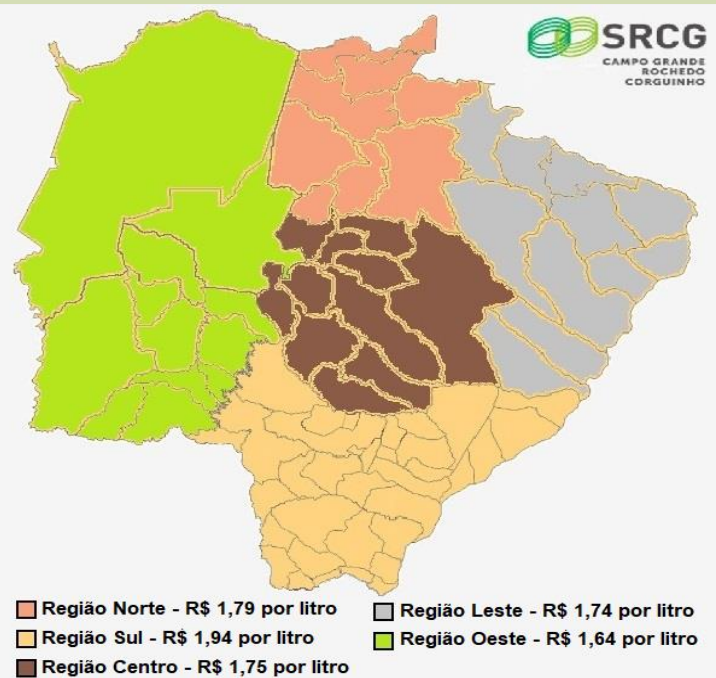 SRCG
CAMPO GRANDE
ROCHEDO
CORGUINHO
Região Norte - R$ 1,79 por litro
Região Sul - R$ 1,94 por litro
Região Centro - R$ 1,75 por litro
Região Leste - R$ 1,74 por litro
Região Oeste - R$ 1,64 por litro